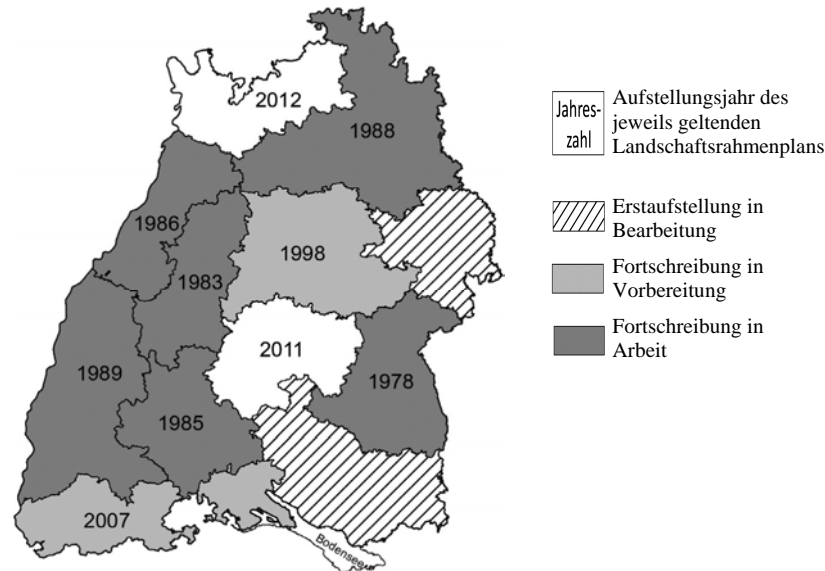 2012
1988
1986
1998
1983
2011
1989
1978
1985
2007
Bodensee
Jahres-
zahl
Aufstellungsjahr des
jeweils geltenden
Landschaftsrahmenplans
Erstaufstellung in
Bearbeitung
Fortschreibung in
Vorbereitung
Fortschreibung in
Arbeit